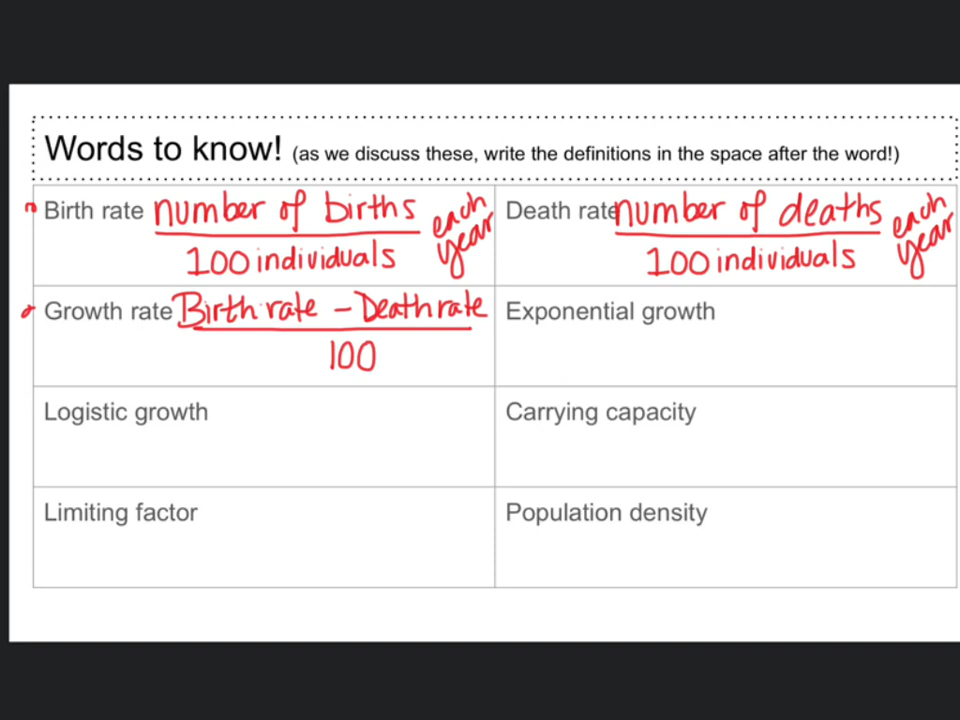 Words to know! (as we discuss these, write the definitions in the space after the word!)
Birth rate number of births each year
100 individuals
Death rate number of deaths each year
100 individuals
Growth rate Birth rate - Death rate
100
Exponential growth
Logistic growth
Carrying capacity
Limiting factor
Population density